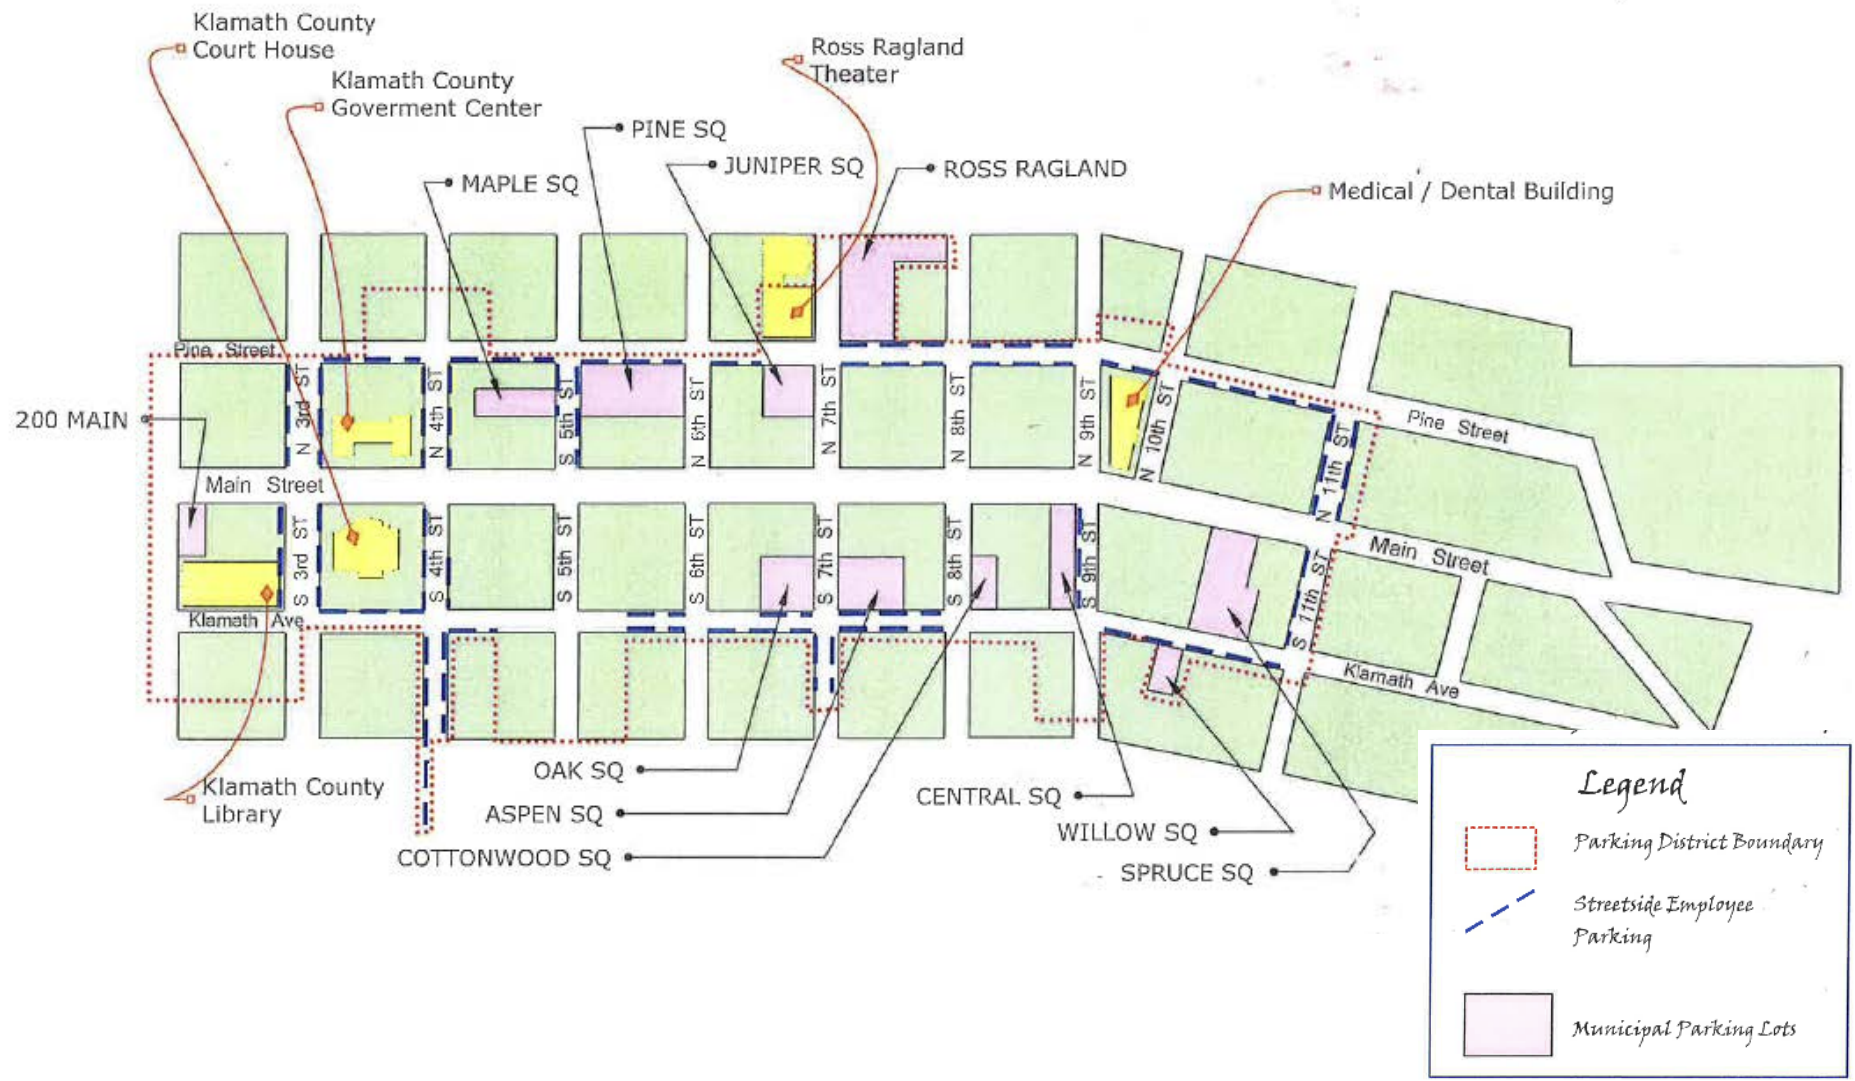 Klamath County
Court House
Klamath County
Goverment Center
Ross Ragland
Theater
PINE SQ
JUNIPER SQ
ROSS RAGLAND
MAPLE SQ
Medical / Dental Building
200 MAIN
Pine Street
N 3rd ST
N 4th ST
S 5th ST
N 6th ST
N 7th ST
N 8th ST
N 9th ST
N 10th ST
N 11th ST
Pine Street
Main Street
Main Street
S 3rd ST
S 4th ST
S 5th ST
S 6th ST
S 7th ST
S 8th ST
S 9th ST
S 11th ST
Klamath Ave
Klamath Ave
Klamath County
Library
OAK SQ
ASPEN SQ
COTTONWOOD SQ
CENTRAL SQ
WILLOW SQ
SPRUCE SQ
Legend
Parking District Boundary
Streetside Employee
Parking
Municipal Parking Lots